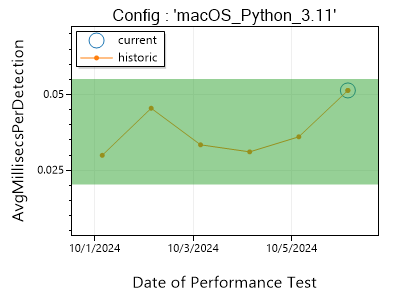 Config : 'macOS_Python_3.11'
current
historic
AvgMillisecsPerDetection
0.05
0.025
10/1/2024
10/3/2024
10/5/2024
Date of Performance Test